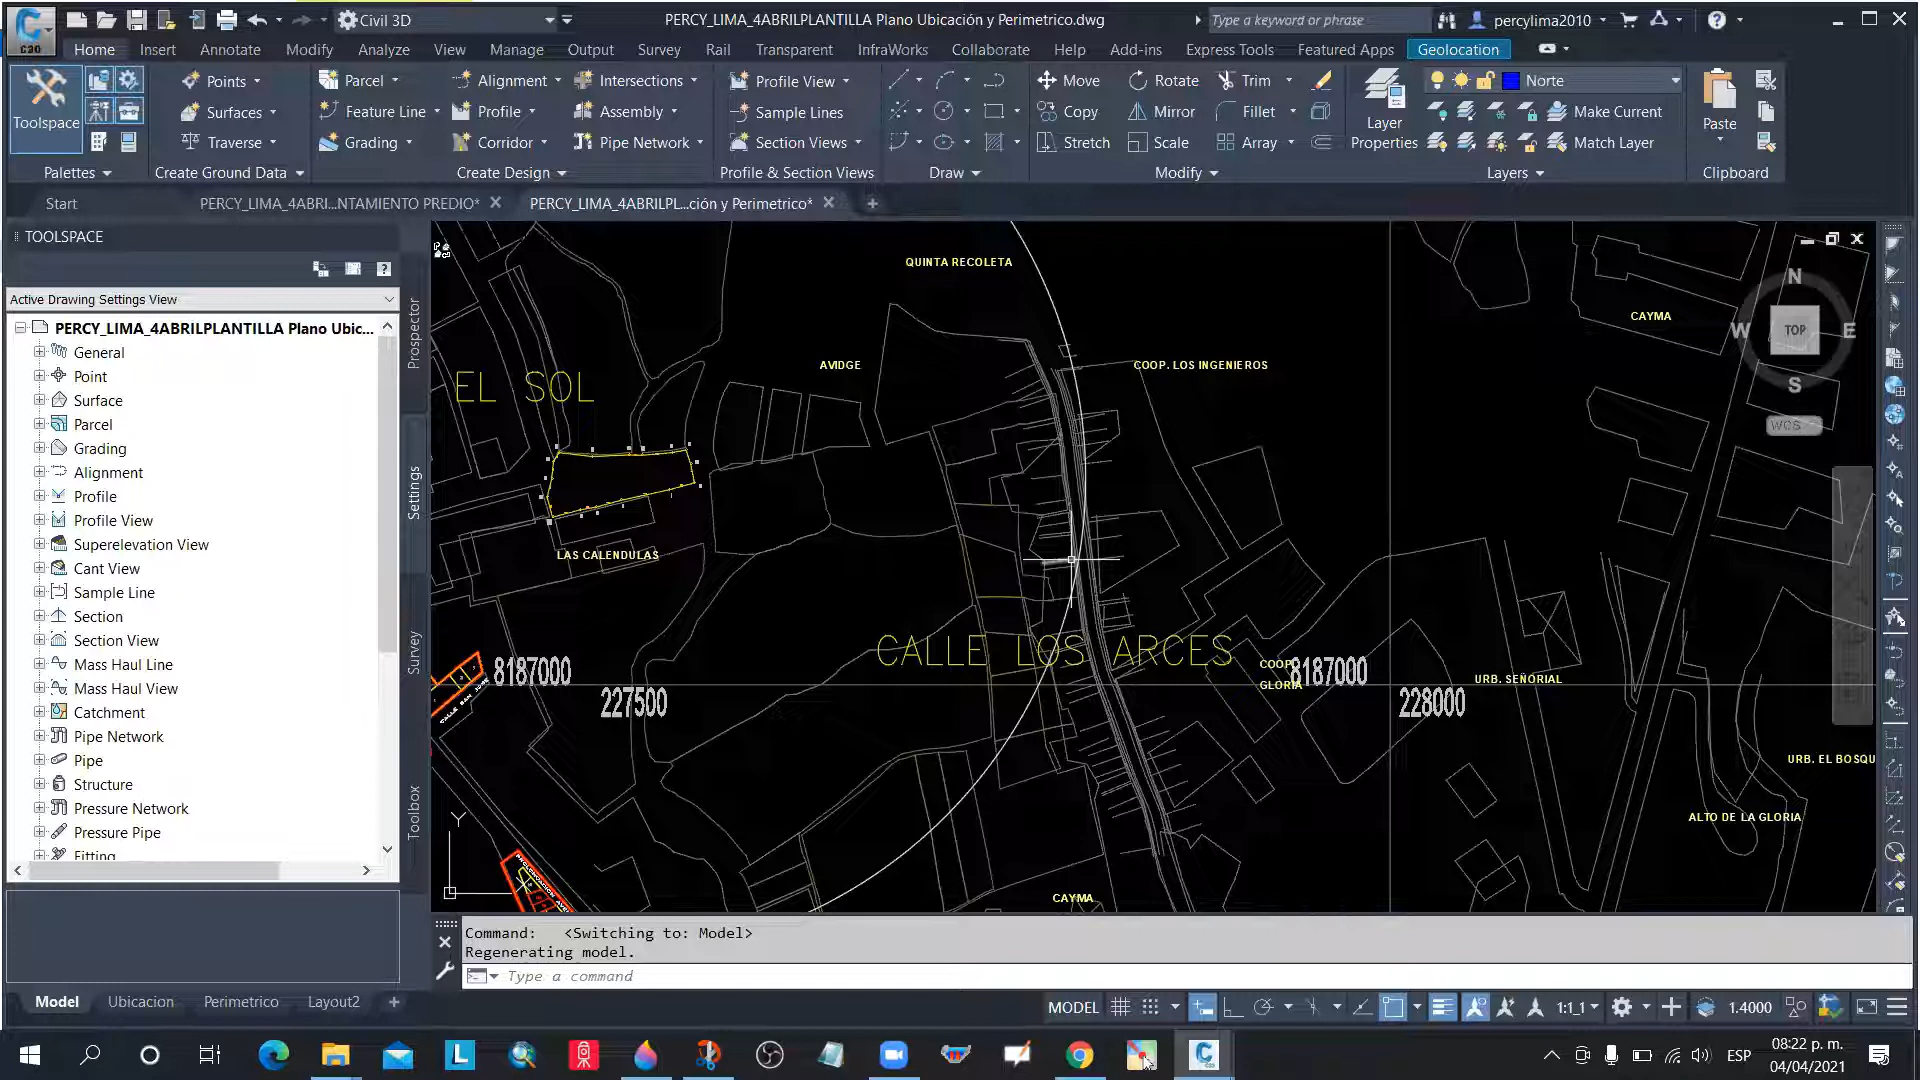 Civil 3D
PERCY_LIMA_4ABRILPLANTILLA Plano Ubicación y Perimetrico.dwg
Type a keyword or phrase
percylima2010
C3D
Home Insert Annotate Modify Analyze View Manage Output Survey Rail Transparent InfraWorks Collaborate Help Add-ins Express Tools Featured Apps Geolocation
Points Parcel Alignment Intersections Profile View Move Rotate Trim Norte
Toolspace Surfaces Feature Line Profile Assembly Sample Lines Copy Mirror Fillet Layer Properties Make Current Paste
Traverse Grading Corridor Pipe Network Section Views Stretch Scale Array Match Layer
Palettes Create Ground Data Create Design Profile & Section Views Draw Modify Layers Clipboard
Start PERCY_LIMA_4ABRI...NTAMIENTO PREDIO* PERCY_LIMA_4ABRILPL...ción y Perimetrico*
TOOLSPACE
Active Drawing Settings View
PERCY_LIMA_4ABRILPLANTILLA Plano Ubic...
General
Point
Surface
Parcel
Grading
Alignment
Profile
Profile View
Superelevation View
Cant View
Sample Line
Section
Section View
Mass Haul Line
Mass Haul View
Catchment
Pipe Network
Pipe
Structure
Pressure Network
Pressure Pipe
Fitting
Prospector
Settings
Survey
Toolbox
QUINTA RECOLETA
AVIDGE
COOP. LOS INGENIEROS
CAYMA
EL SOL
LAS CALENDULAS
CALLE LOS ARCES
COOP.
GLORIA
8187000
227500
8187000
228000
URB. SEÑORIAL
URB. EL BOSQU
ALTO DE LA GLORIA
CAYMA
CALLE SAN JOSE
N
W TOP E
S
WCS
Y
Command: <Switching to: Model>
Regenerating model.
Type a command
Model Ubicacion Perimetrico Layout2
MODEL 1:1_1 1.4000
ESP
08:22 p. m.
04/04/2021